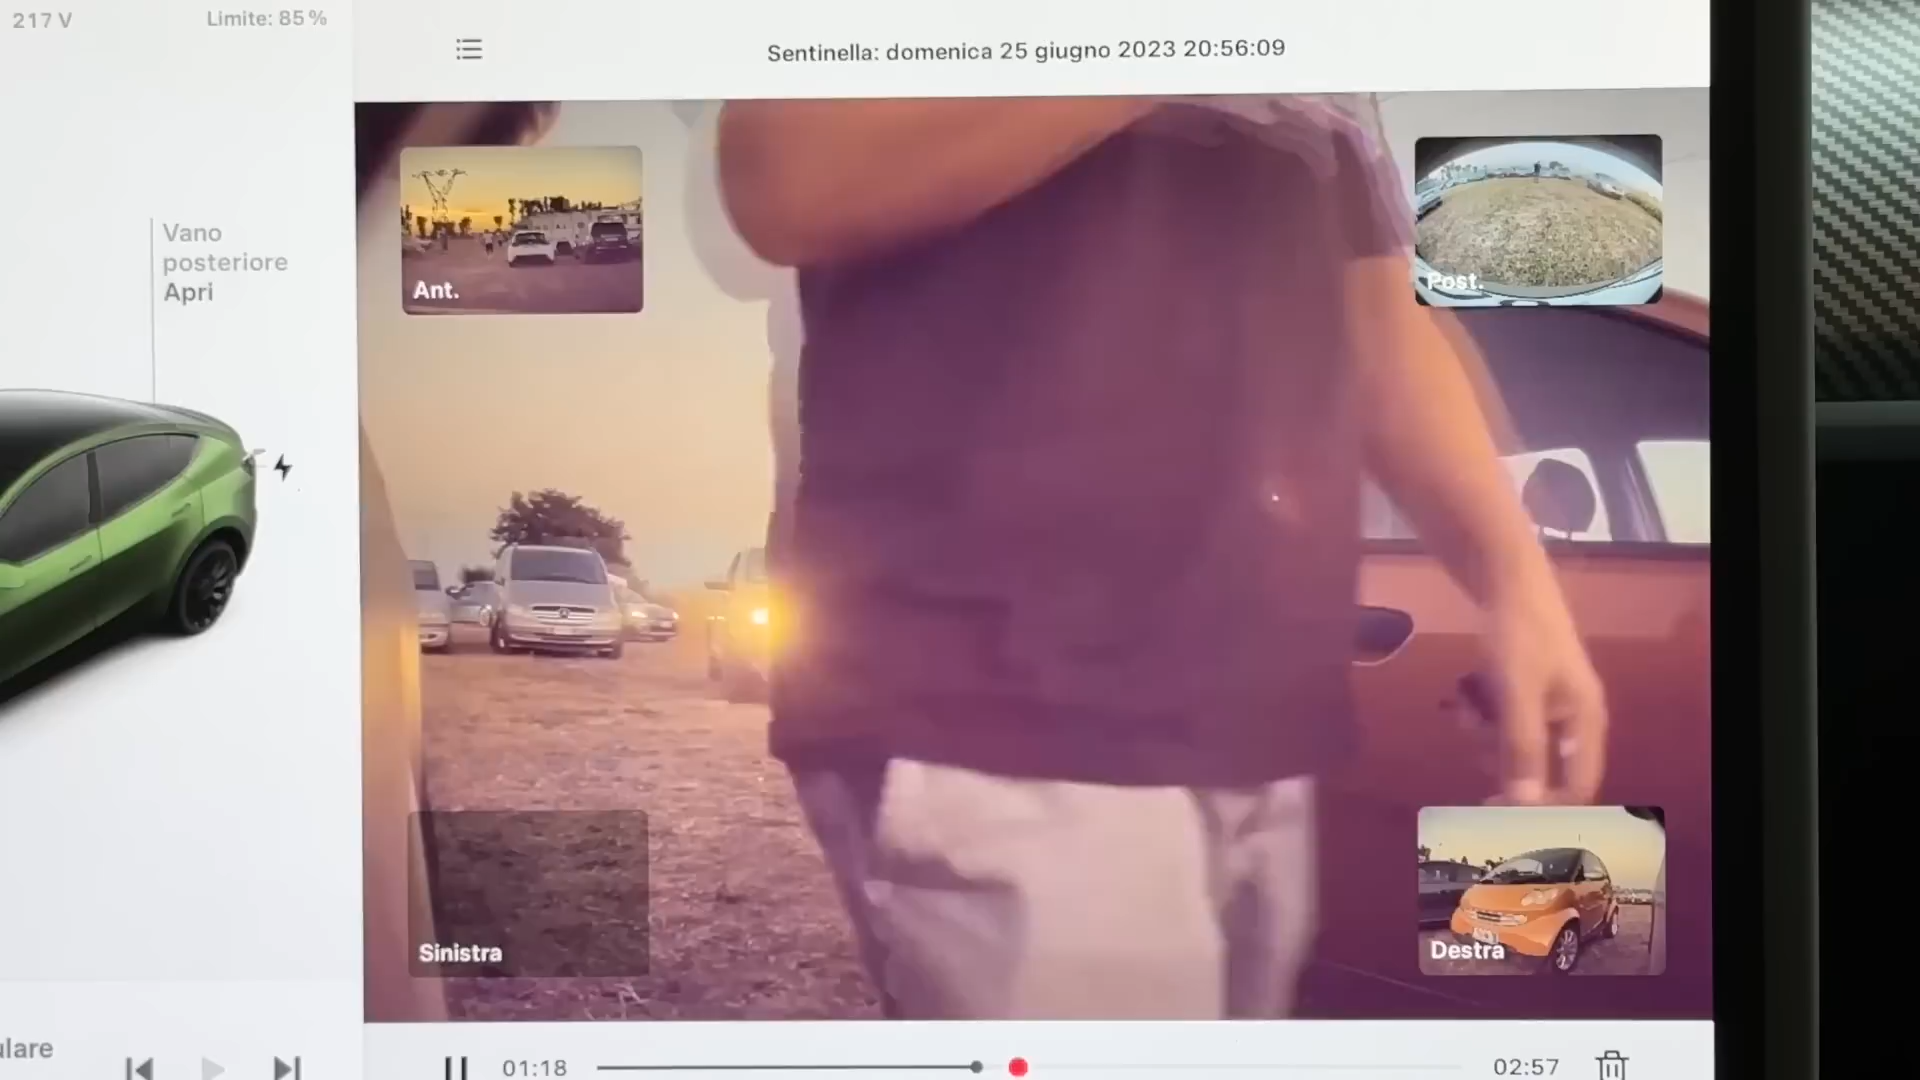 217 V
Limite: 85 %
Sentinella: domenica 25 giugno 2023 20:56:09
Vano
posteriore
Apri
Ant.
Post.
Sinistra
Destra
01:18
02:57